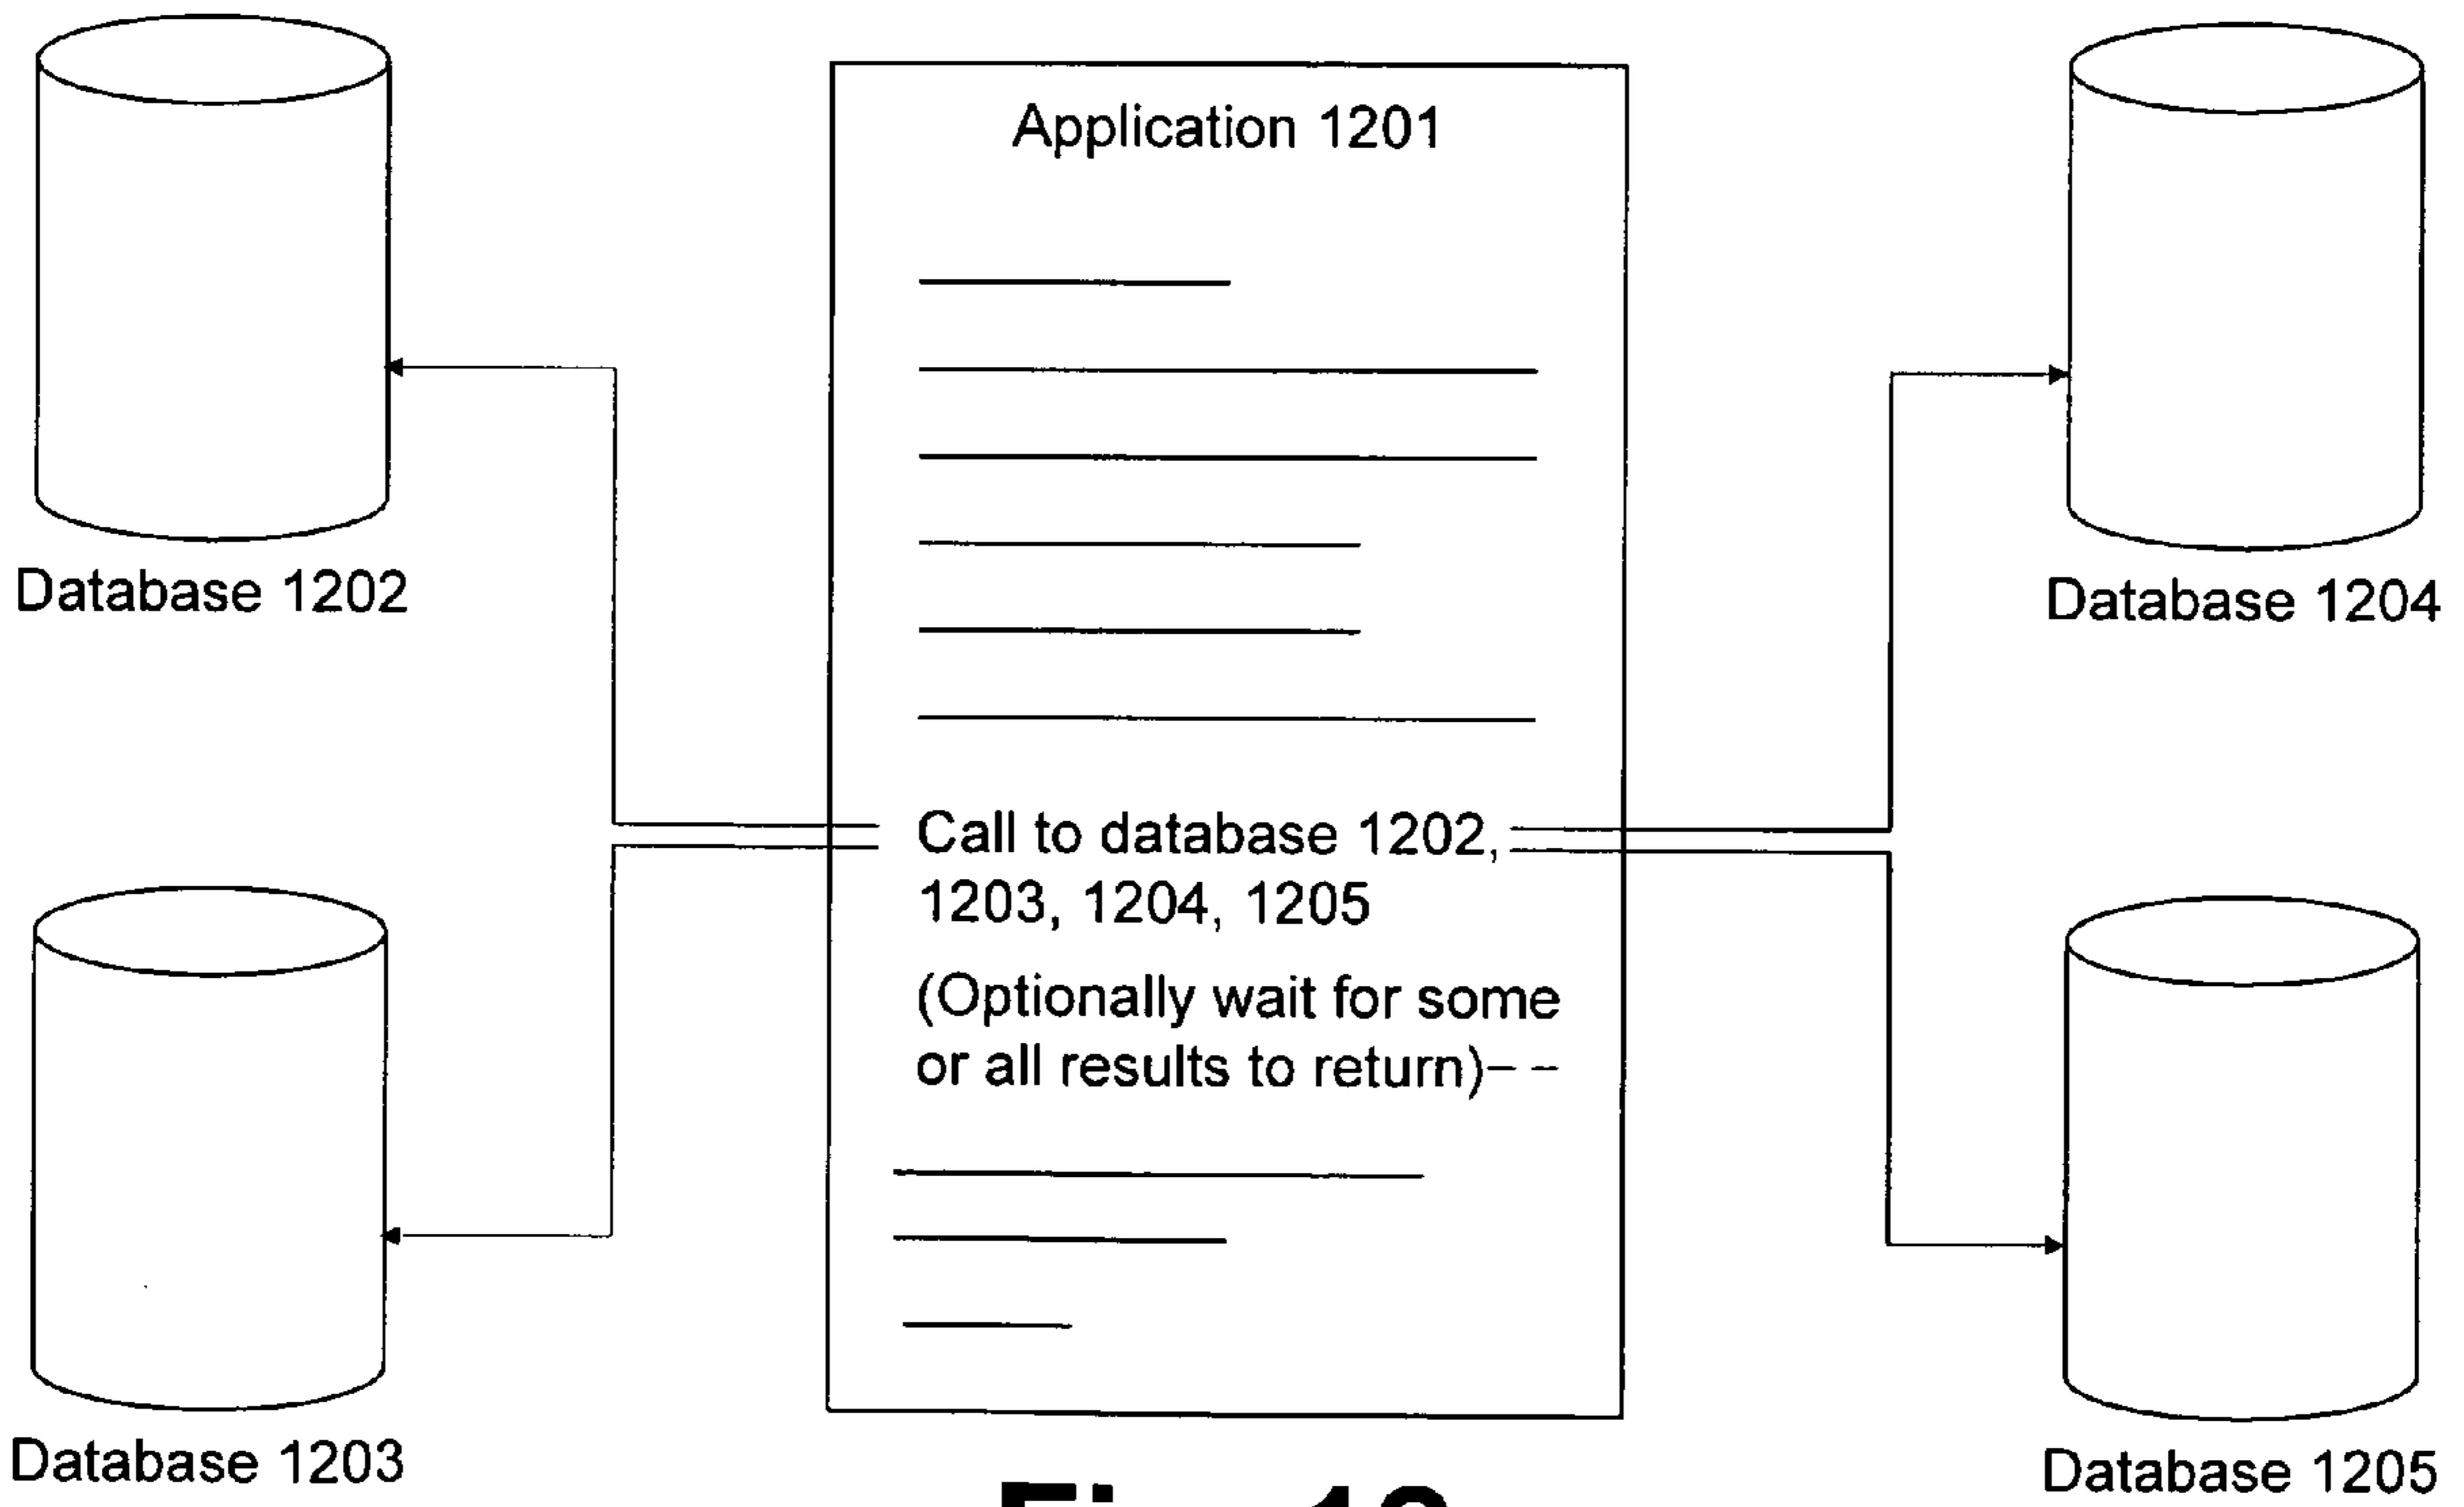 Application 1201
Database 1202
Database 1204
Call to database 1202,
1203, 1204, 1205
(Optionally wait for some
or all results to return)– –
Database 1203
Database 1205